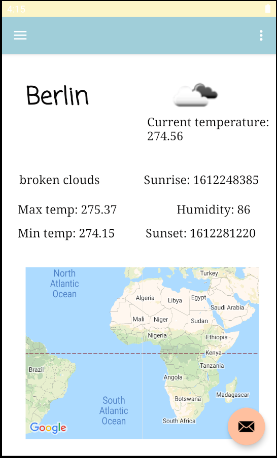 Berlin
Current temperature:
274.56
broken clouds
Sunrise: 1612248385
Max temp: 275.37
Humidity: 86
Min temp: 274.15
Sunset: 1612281220
North
Atlantic
Ocean
Turkey
Algeria
Libya
Egypt
Saudi
Arabia
Mali
Niger
Sudan
Nigeria
Ethiopia
Kenya
Brazil
Tanzania
Angola
Botswana
Madagascar
South
Atlantic
Ocean
South Africa
Google